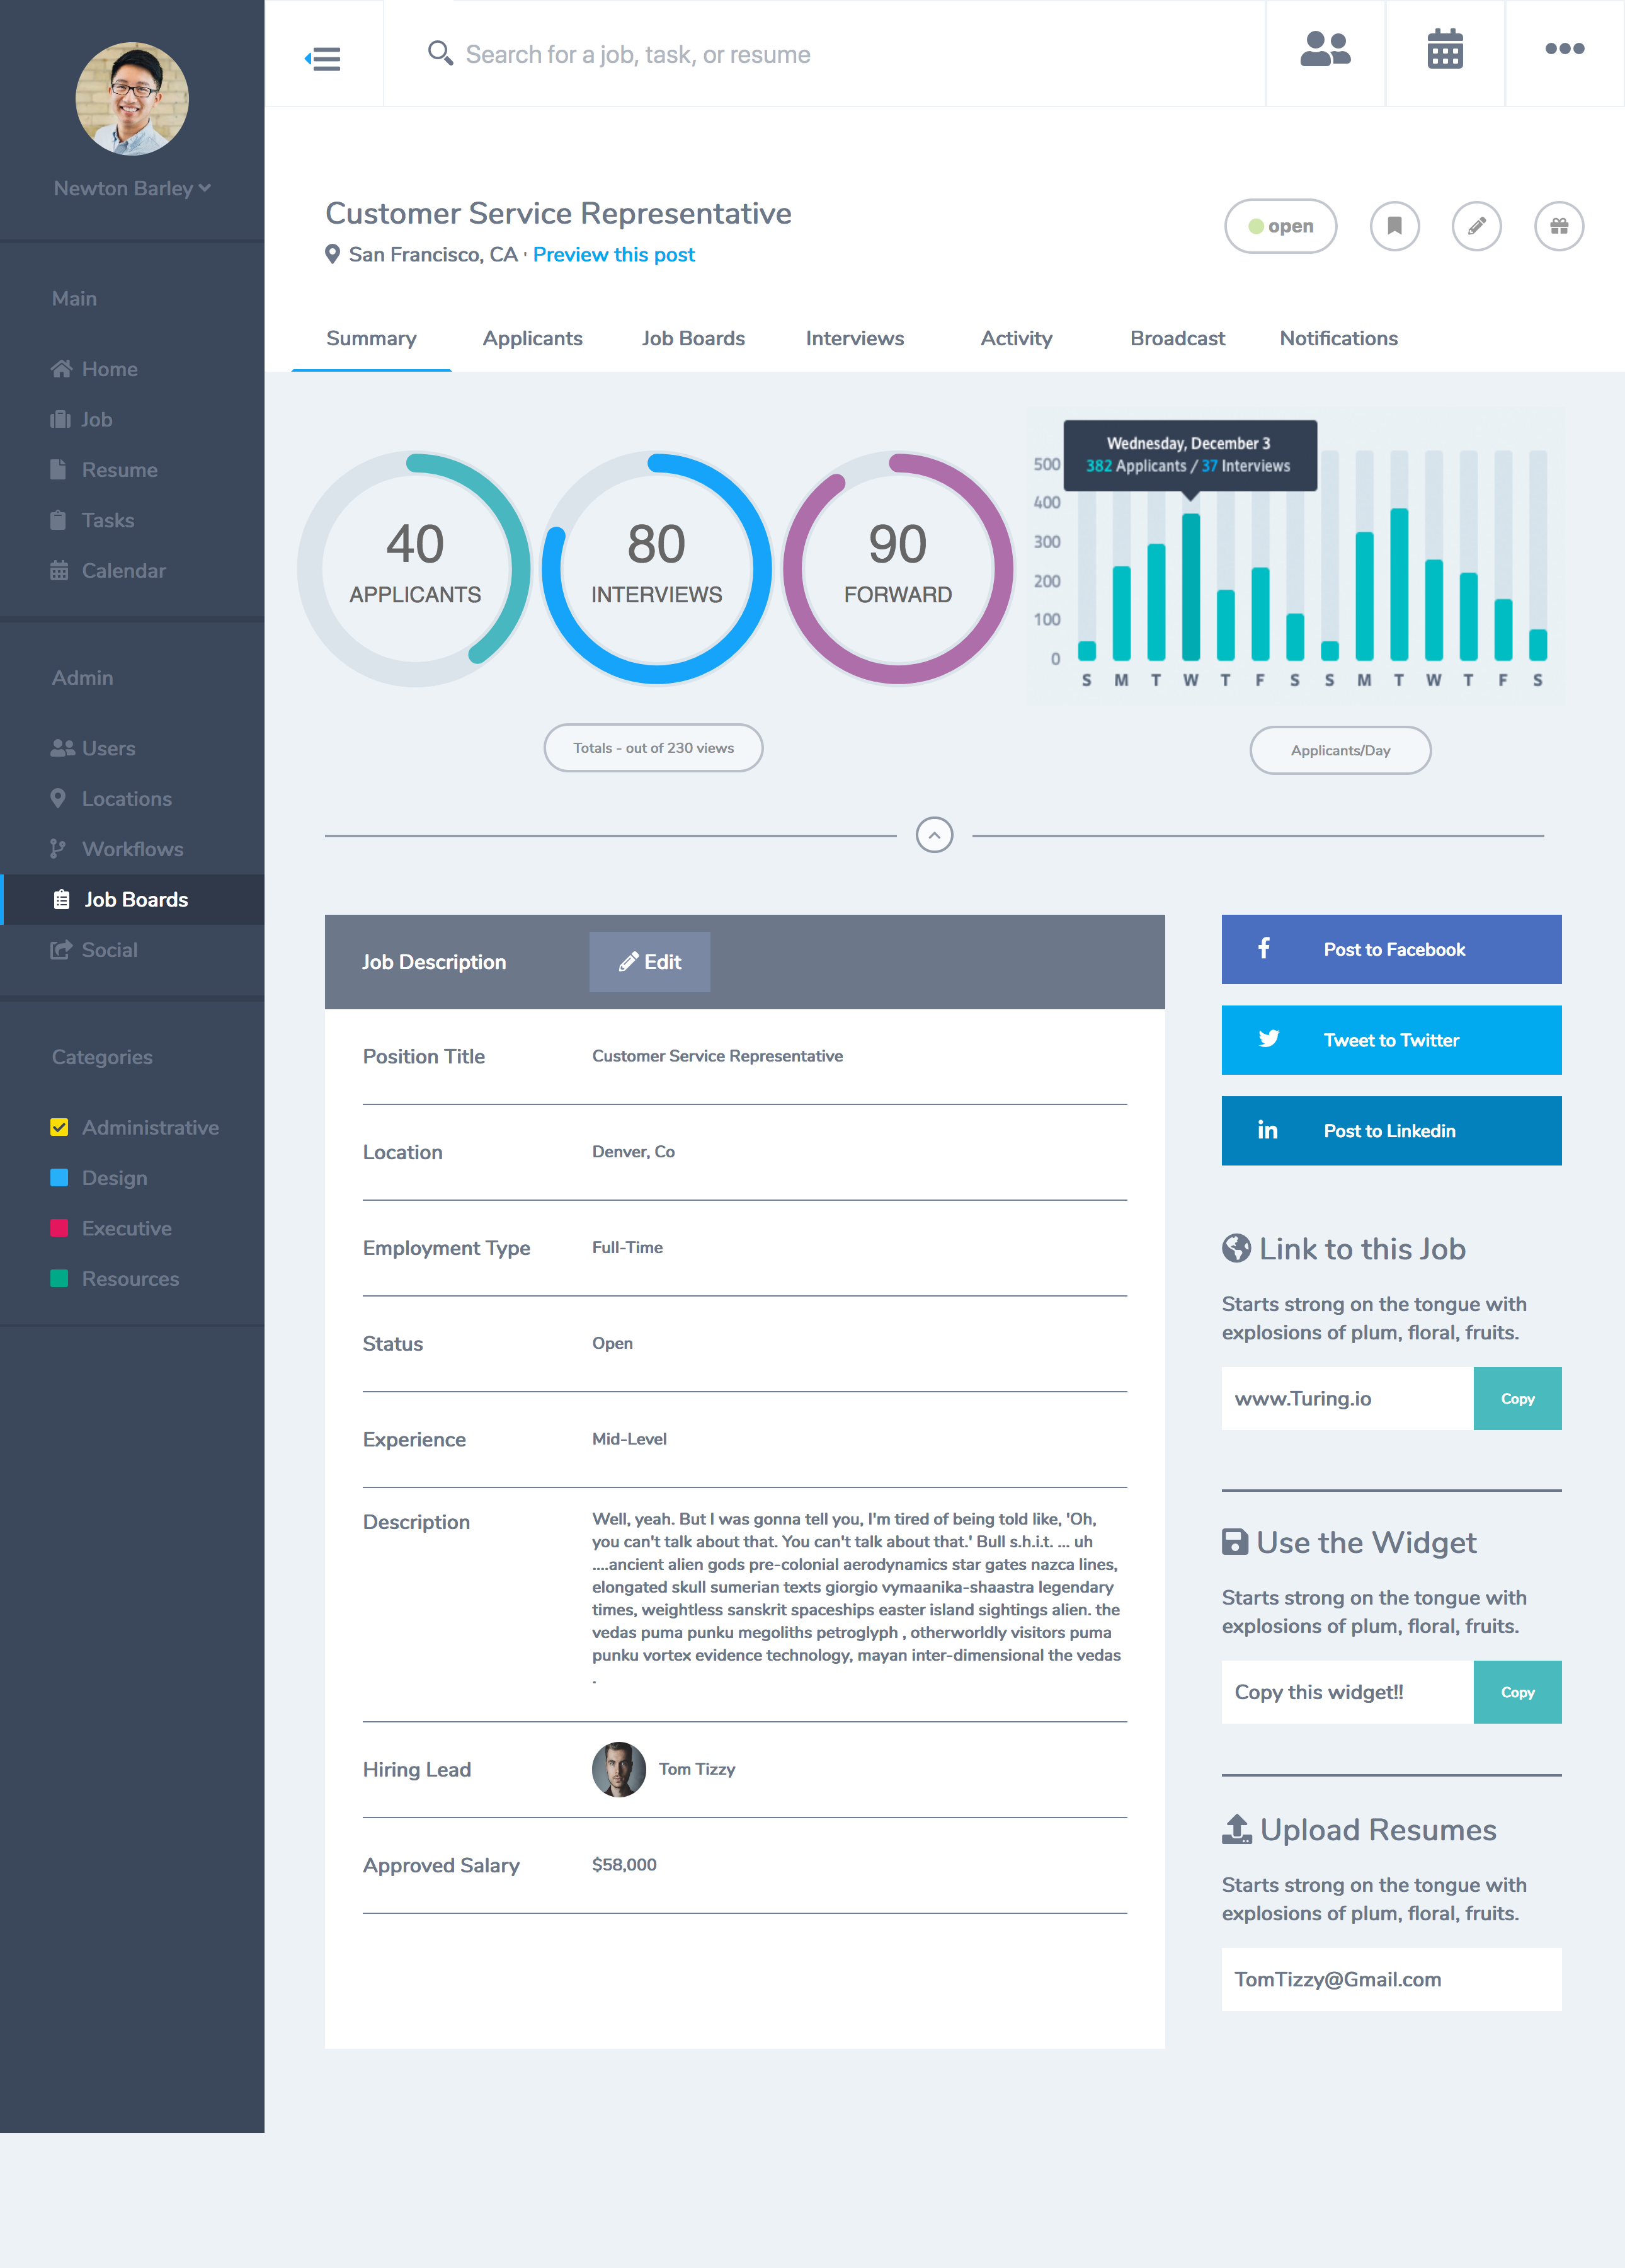 Newton Barley
Main
Home
Job
Resume
Tasks
Calendar
Admin
Users
Locations
Workflows
Job Boards
Social
Categories
Administrative
Design
Executive
Resources
Search for a job, task, or resume
Customer Service Representative
San Francisco, CA · Preview this post
open
Summary Applicants Job Boards Interviews Activity Broadcast Notifications
40
APPLICANTS
80
INTERVIEWS
90
FORWARD
Totals - out of 230 views
Wednesday, December 3
382 Applicants / 37 Interviews
500
400
300
200
100
0
S M T W T F S S M T W T F S
Applicants/Day
Job Description Edit
Position Title Customer Service Representative
Location Denver, Co
Employment Type Full-Time
Status Open
Experience Mid-Level
Description
Well, yeah. But I was gonna tell you, I'm tired of being told like, 'Oh,
you can't talk about that. You can't talk about that.' Bull s.h.i.t. ... uh
....ancient alien gods pre-colonial aerodynamics star gates nazca lines,
elongated skull sumerian texts giorgio vymaanika-shaastra legendary
times, weightless sanskrit spaceships easter island sightings alien. the
vedas puma punku megoliths petroglyph , otherworldly visitors puma
punku vortex evidence technology, mayan inter-dimensional the vedas
.
Hiring Lead Tom Tizzy
Approved Salary $58,000
Post to Facebook
Tweet to Twitter
Post to Linkedin
Link to this Job
Starts strong on the tongue with
explosions of plum, floral, fruits.
www.Turing.io Copy
Use the Widget
Starts strong on the tongue with
explosions of plum, floral, fruits.
Copy this widget!! Copy
Upload Resumes
Starts strong on the tongue with
explosions of plum, floral, fruits.
TomTizzy@Gmail.com